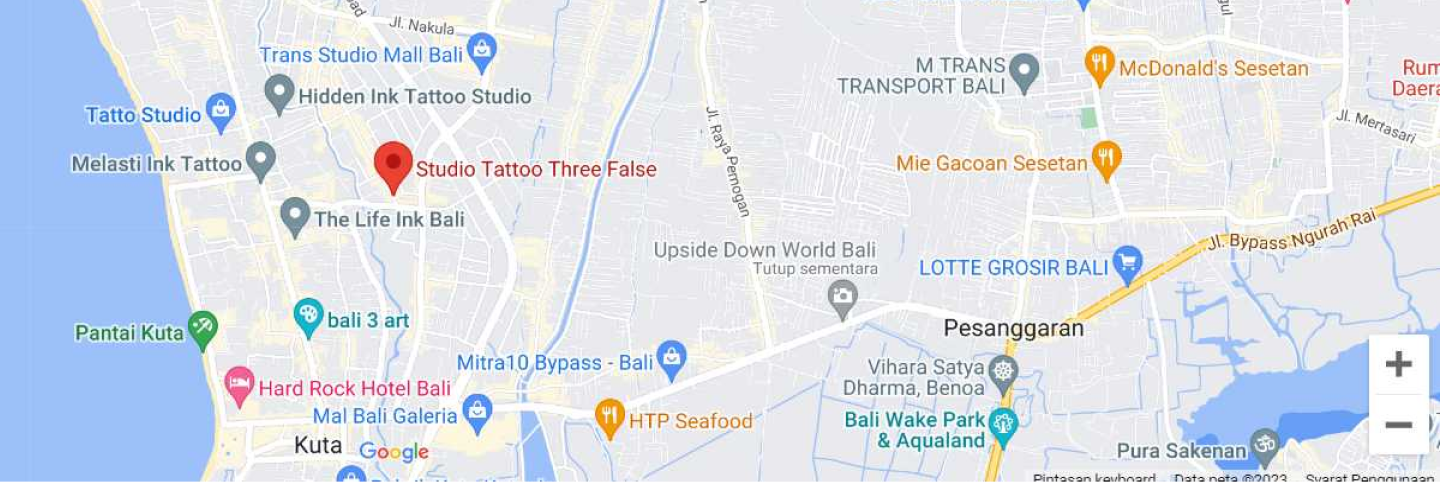 Jl. Nakula
Trans Studio Mall Bali
Hidden Ink Tattoo Studio
Tatto Studio
Melasti Ink Tattoo
Studio Tattoo Three False
The Life Ink Bali
bali 3 art
Pantai Kuta
Hard Rock Hotel Bali
Mal Bali Galeria
Kuta
Google
Mitra10 Bypass - Bali
HTP Seafood
Jl. Raya Pemogan
Upside Down World Bali
Tutup sementara
M TRANS
TRANSPORT BALI
McDonald's Sesetan
Mie Gacoan Sesetan
Jl. Mertasari
Jl. Bypass Ngurah Rai
LOTTE GROSIR BALI
Pesanggaran
Vihara Satya
Dharma, Benoa
Bali Wake Park
& Aqualand
Pura Sakenan
+
−
Pintasan keyboard
Data peta ©2023
Syarat Penggunaan